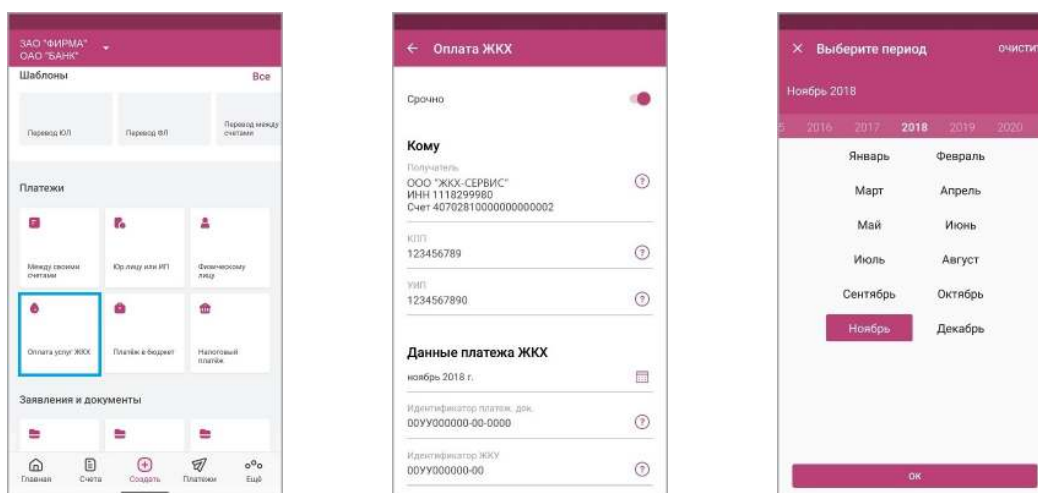 ЗАО "ФИРМА"
ОАО "БАНК"
Шаблоны Все
Перевод ЮЛ Перевод ФЛ Перевод между
счетами
Платежи
Между своими
счетами
Юр лицу или ИП
Физическому
лицу
Оплата услуг ЖКХ
Платёж в бюджет
Налоговый
платёж
Заявления и документы
Главная Счета Создать Платежи Ещё
Оплата ЖКХ
Срочно
Кому
Получатель
ООО "ЖКХ-СЕРВИС"
ИНН 1118299980
Счет 40702810000000000002
КПП
123456789
УИП
1234567890
Данные платежа ЖКХ
ноябрь 2018 г.
Идентификатор платеж. док.
00УУ000000-00-0000
Идентификатор ЖКУ
00УУ000000-00
Выберите период ОЧИСТИТ
Ноябрь 2018
5 2016 2017 2018 2019 2020
Январь Февраль
Март Апрель
Май Июнь
Июль Август
Сентябрь Октябрь
Ноябрь Декабрь
ОК